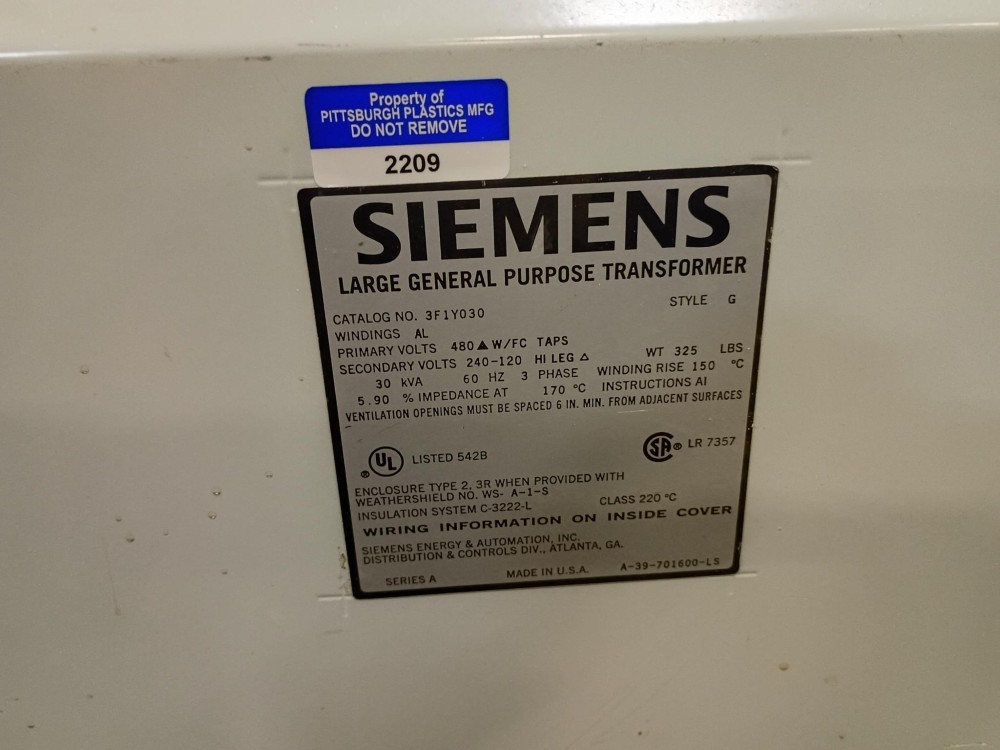 Property of
PITTSBURGH PLASTICS MFG
DO NOT REMOVE
2209
SIEMENS
LARGE GENERAL PURPOSE TRANSFORMER
CATALOG NO. 3F1Y030 STYLE G
WINDINGS AL
PRIMARY VOLTS 480▲ W/FC TAPS
SECONDARY VOLTS 240-120 HI LEG △ WT 325 LBS
30 kVA 60 HZ 3 PHASE WINDING RISE 150 °C
5.90 % IMPEDANCE AT 170 °C INSTRUCTIONS AI
VENTILATION OPENINGS MUST BE SPACED 6 IN. MIN. FROM ADJACENT SURFACES
UL ® LISTED 542B
SA ® LR 7357
ENCLOSURE TYPE 2, 3R WHEN PROVIDED WITH
WEATHERSHIELD NO. WS- A-1-S
INSULATION SYSTEM C-3222-L CLASS 220 °C
WIRING INFORMATION ON INSIDE COVER
SIEMENS ENERGY & AUTOMATION, INC.
DISTRIBUTION & CONTROLS DIV., ATLANTA, GA.
SERIES A MADE IN U.S.A. A-39-701600-LS